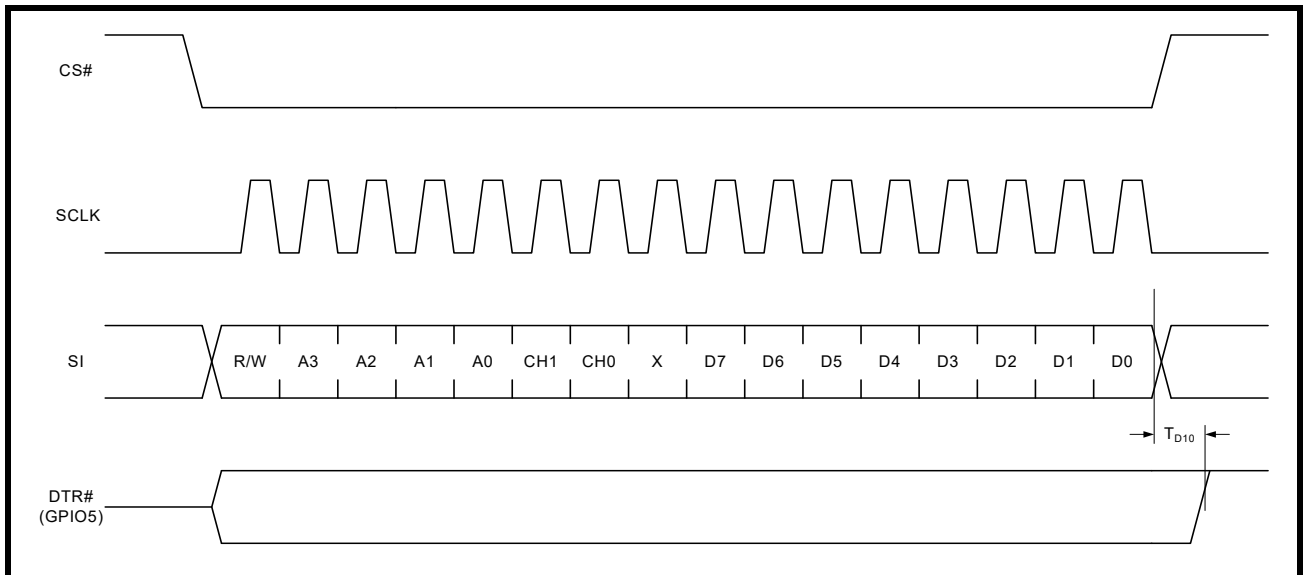 CS#
SCLK
SI
R/W A3 A2 A1 A0 CH1 CH0 X D7 D6 D5 D4 D3 D2 D1 D0
TD10
DTR#
(GPIO5)